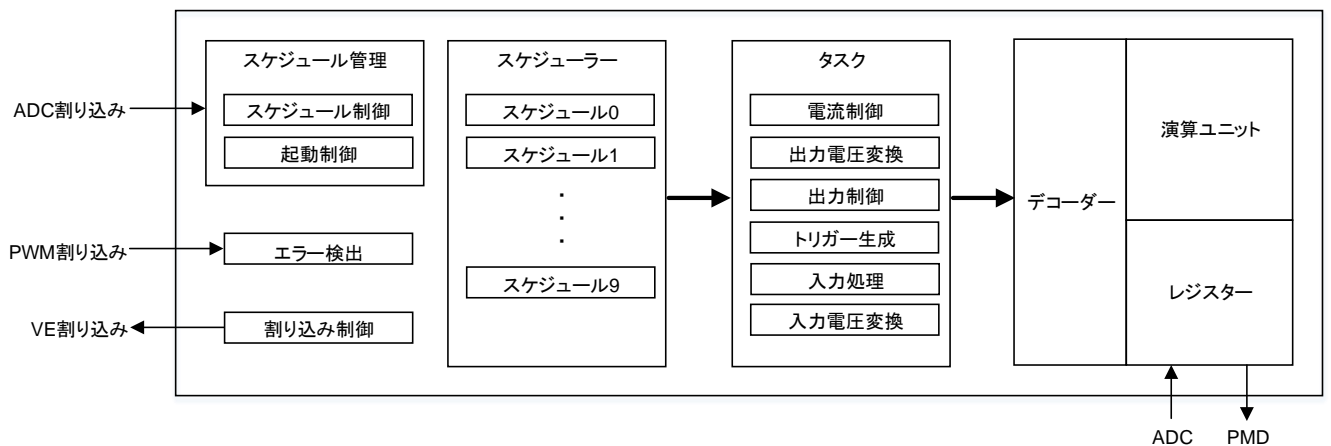 スケジュール管理
スケジュール制御
起動制御
ADC割り込み
PWM割り込み
エラー検出
VE割り込み
割り込み制御
スケジューラー
スケジュール0
スケジュール1
・
・
・
スケジュール9
タスク
電流制御
出力電圧変換
出力制御
トリガー生成
入力処理
入力電圧変換
デコーダー
演算ユニット
レジスター
ADC
PMD